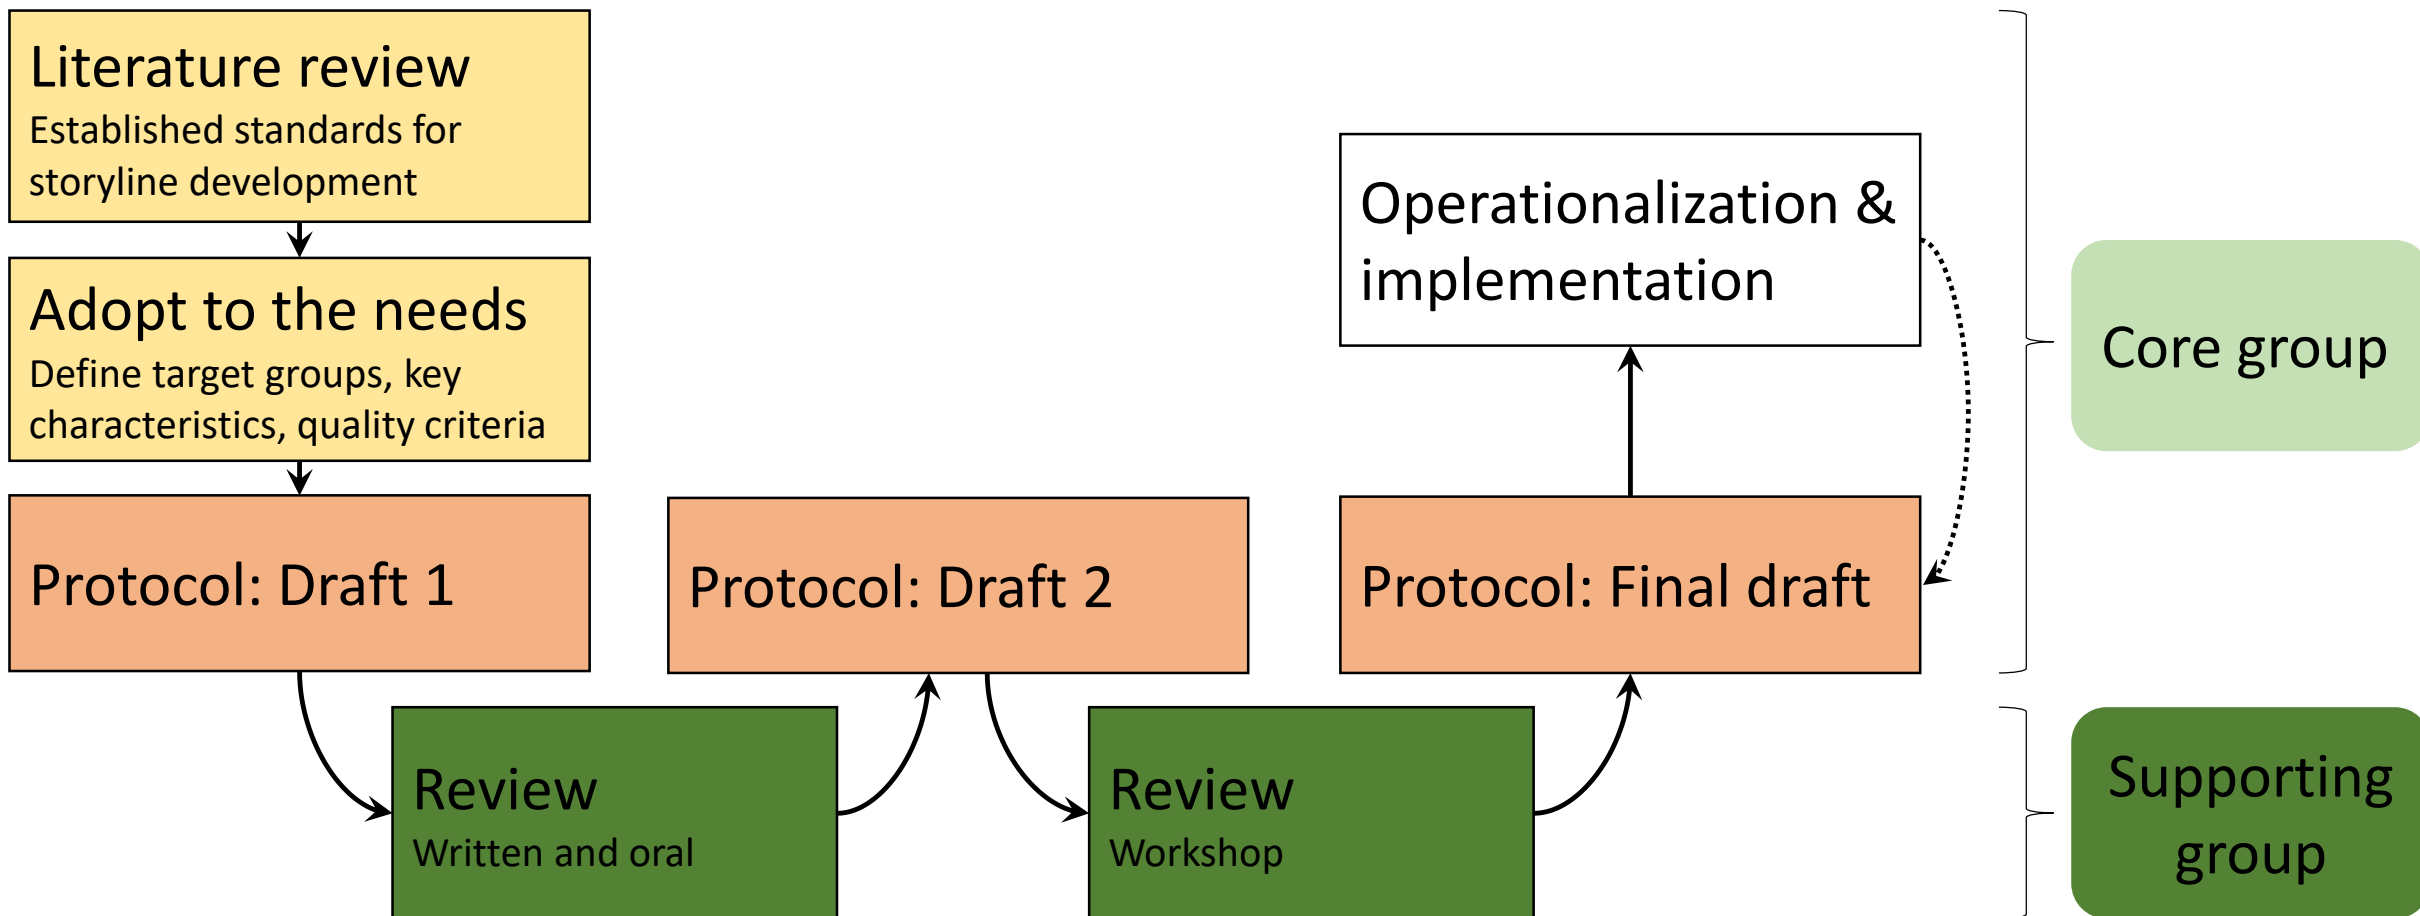 Literature review
Established standards for
storyline development
Adopt to the needs
Define target groups, key
characteristics, quality criteria
Protocol: Draft 1
Review
Written and oral
Protocol: Draft 2
Review
Workshop
Protocol: Final draft
Operationalization &
implementation
Core group
Supporting
group